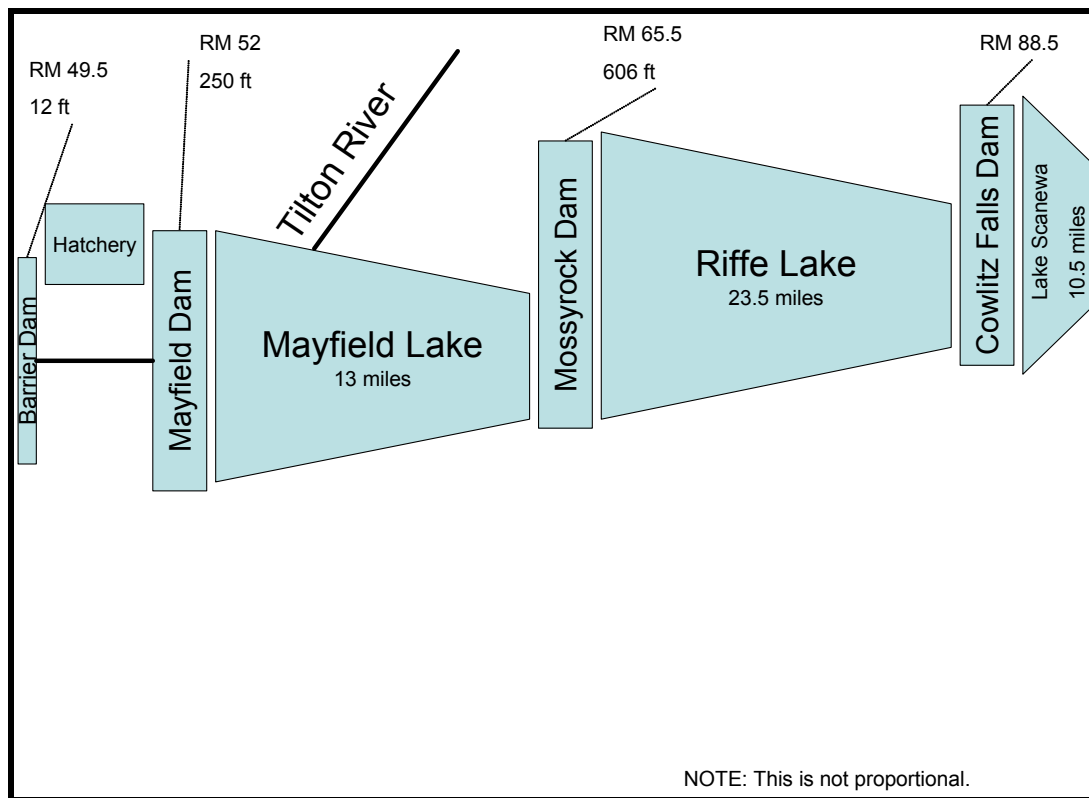 RM 49.5
12 ft
RM 52
250 ft
Tilton River
RM 65.5
606 ft
RM 88.5
Barrier Dam
Hatchery
Mayfield Dam
Mayfield Lake
13 miles
Mossyrock Dam
Riffe Lake
23.5 miles
Cowlitz Falls Dam
Lake Scanewa
10.5 miles
NOTE: This is not proportional.